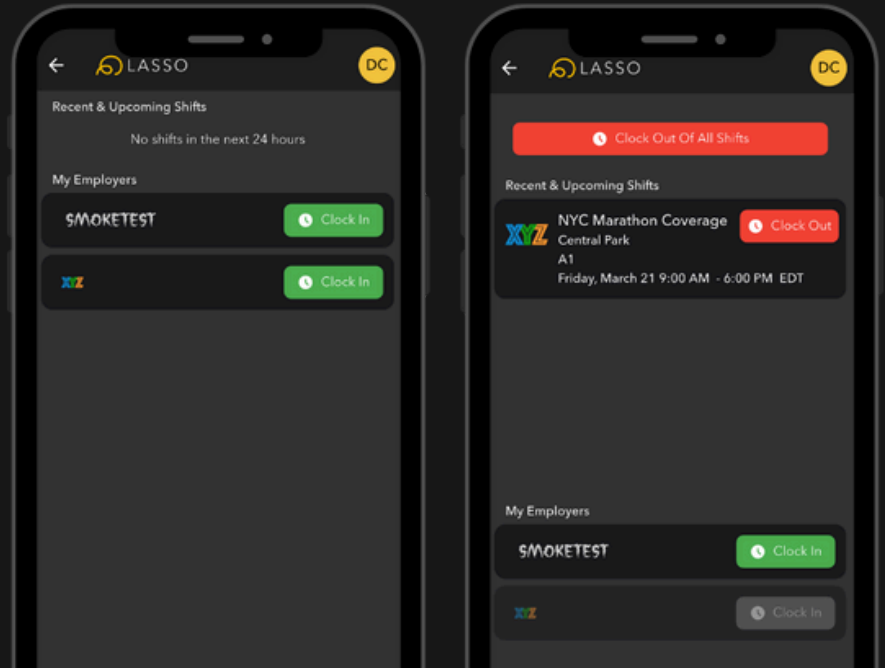 LASSO
DC
Recent & Upcoming Shifts
No shifts in the next 24 hours
My Employers
SMOKETEST
Clock In
XYZ
Clock In
LASSO
DC
Clock Out Of All Shifts
Recent & Upcoming Shifts
XYZ
NYC Marathon Coverage
Clock Out
Central Park
A1
Friday, March 21 9:00 AM - 6:00 PM EDT
My Employers
SMOKETEST
Clock In
XYZ
Clock In